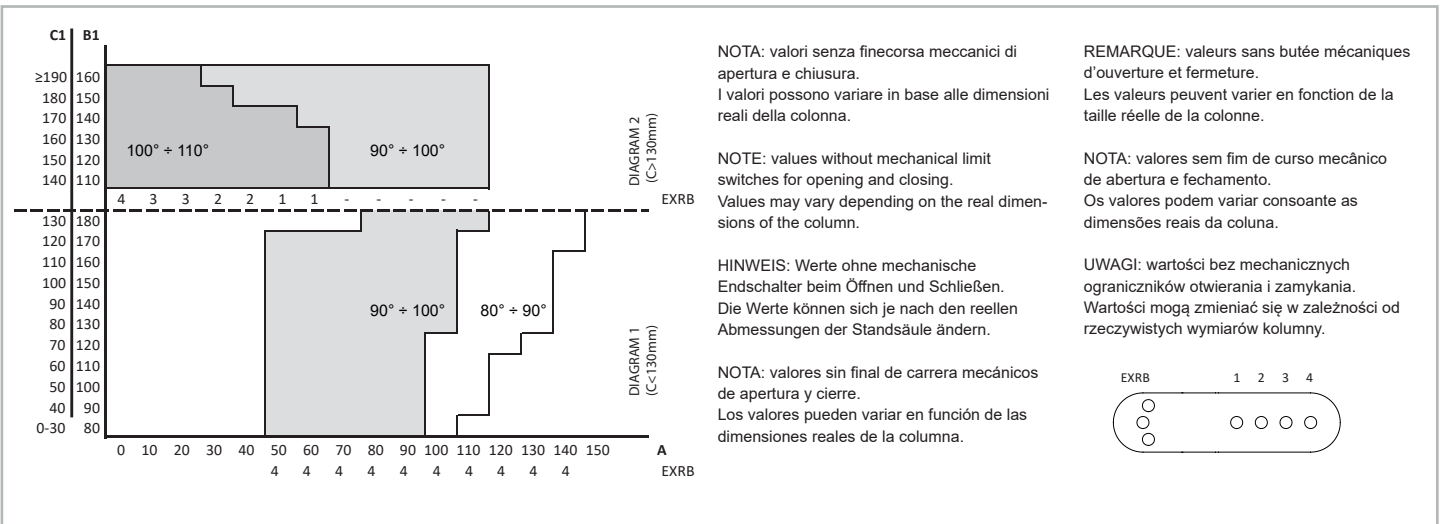 C1 B1
≥190 160
180 150
170 140
160 130
150 120
140 110
100° ÷ 110°
90° ÷ 100°
DIAGRAM 2
(C>130mm)
4 3 3 2 2 1 1 - - - - - EXRB
130 180
120 170
110 160
100 150
90 140
80 130
70 120
60 110
50 100
40 90
0-30 80
90° ÷ 100°
80° ÷ 90°
DIAGRAM 1
(C<130mm)
0 10 20 30 40 50 60 70 80 90 100 110 120 130 140 150 A
4 4 4 4 4 4 4 4 4 4 EXRB
NOTA: valori senza finecorsa meccanici di
apertura e chiusura.
I valori possono variare in base alle dimensioni
reali della colonna.
NOTE: values without mechanical limit
switches for opening and closing.
Values may vary depending on the real dimen-
sions of the column.
HINWEIS: Werte ohne mechanische
Endschalter beim Öffnen und Schließen.
Die Werte können sich je nach den reellen
Abmessungen der Standsäule ändern.
NOTA: valores sin final de carrera mecánicos
de apertura y cierre.
Los valores pueden variar en función de las
dimensiones reales de la columna.
REMARQUE: valeurs sans butée mécaniques
d'ouverture et fermeture.
Les valeurs peuvent varier en fonction de la
taille réelle de la colonne.
NOTA: valores sem fim de curso mecânico
de abertura e fechamento.
Os valores podem variar consoante as
dimensões reais da coluna.
UWAGI: wartości bez mechanicznych
ograniczników otwierania i zamykania.
Wartości mogą zmieniać się w zależności od
rzeczywistych wymiarów kolumny.
EXRB 1 2 3 4